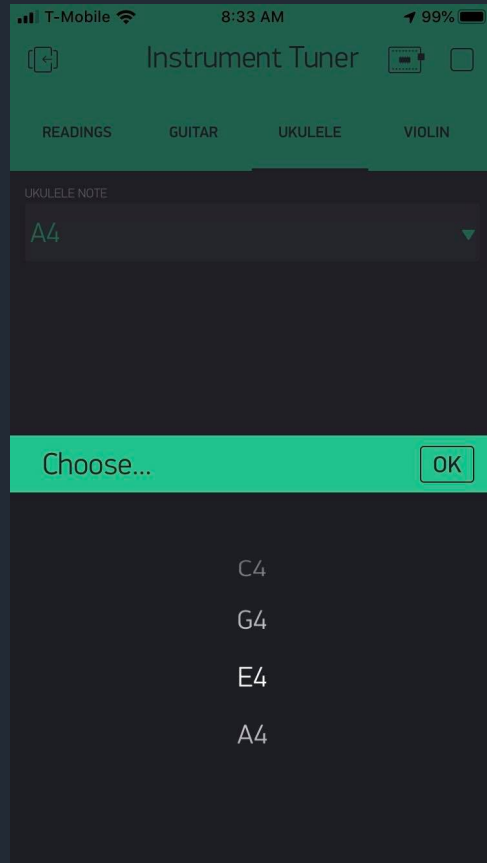 T-Mobile 8:33 AM 99%
Instrument Tuner
READINGS GUITAR UKULELE VIOLIN
UKULELE NOTE
A4
Choose... OK
C4
G4
E4
A4